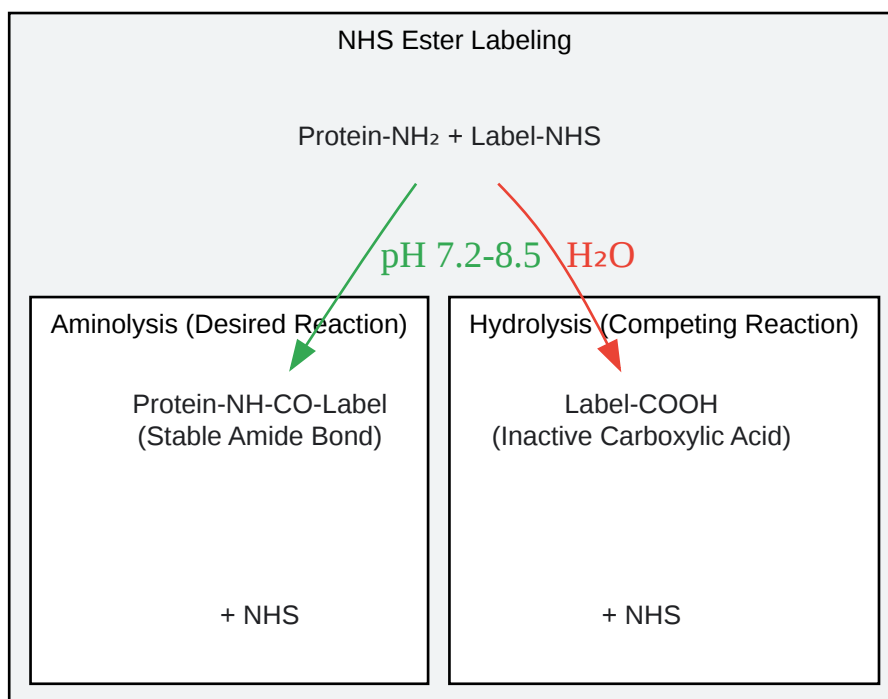 NHS Ester Labeling
Protein-NH₂ + Label-NHS
pH 7.2-8.5
H₂O
Aminolysis (Desired Reaction)
Protein-NH-CO-Label
(Stable Amide Bond)
+ NHS
Hydrolysis (Competing Reaction)
Label-COOH
(Inactive Carboxylic Acid)
+ NHS